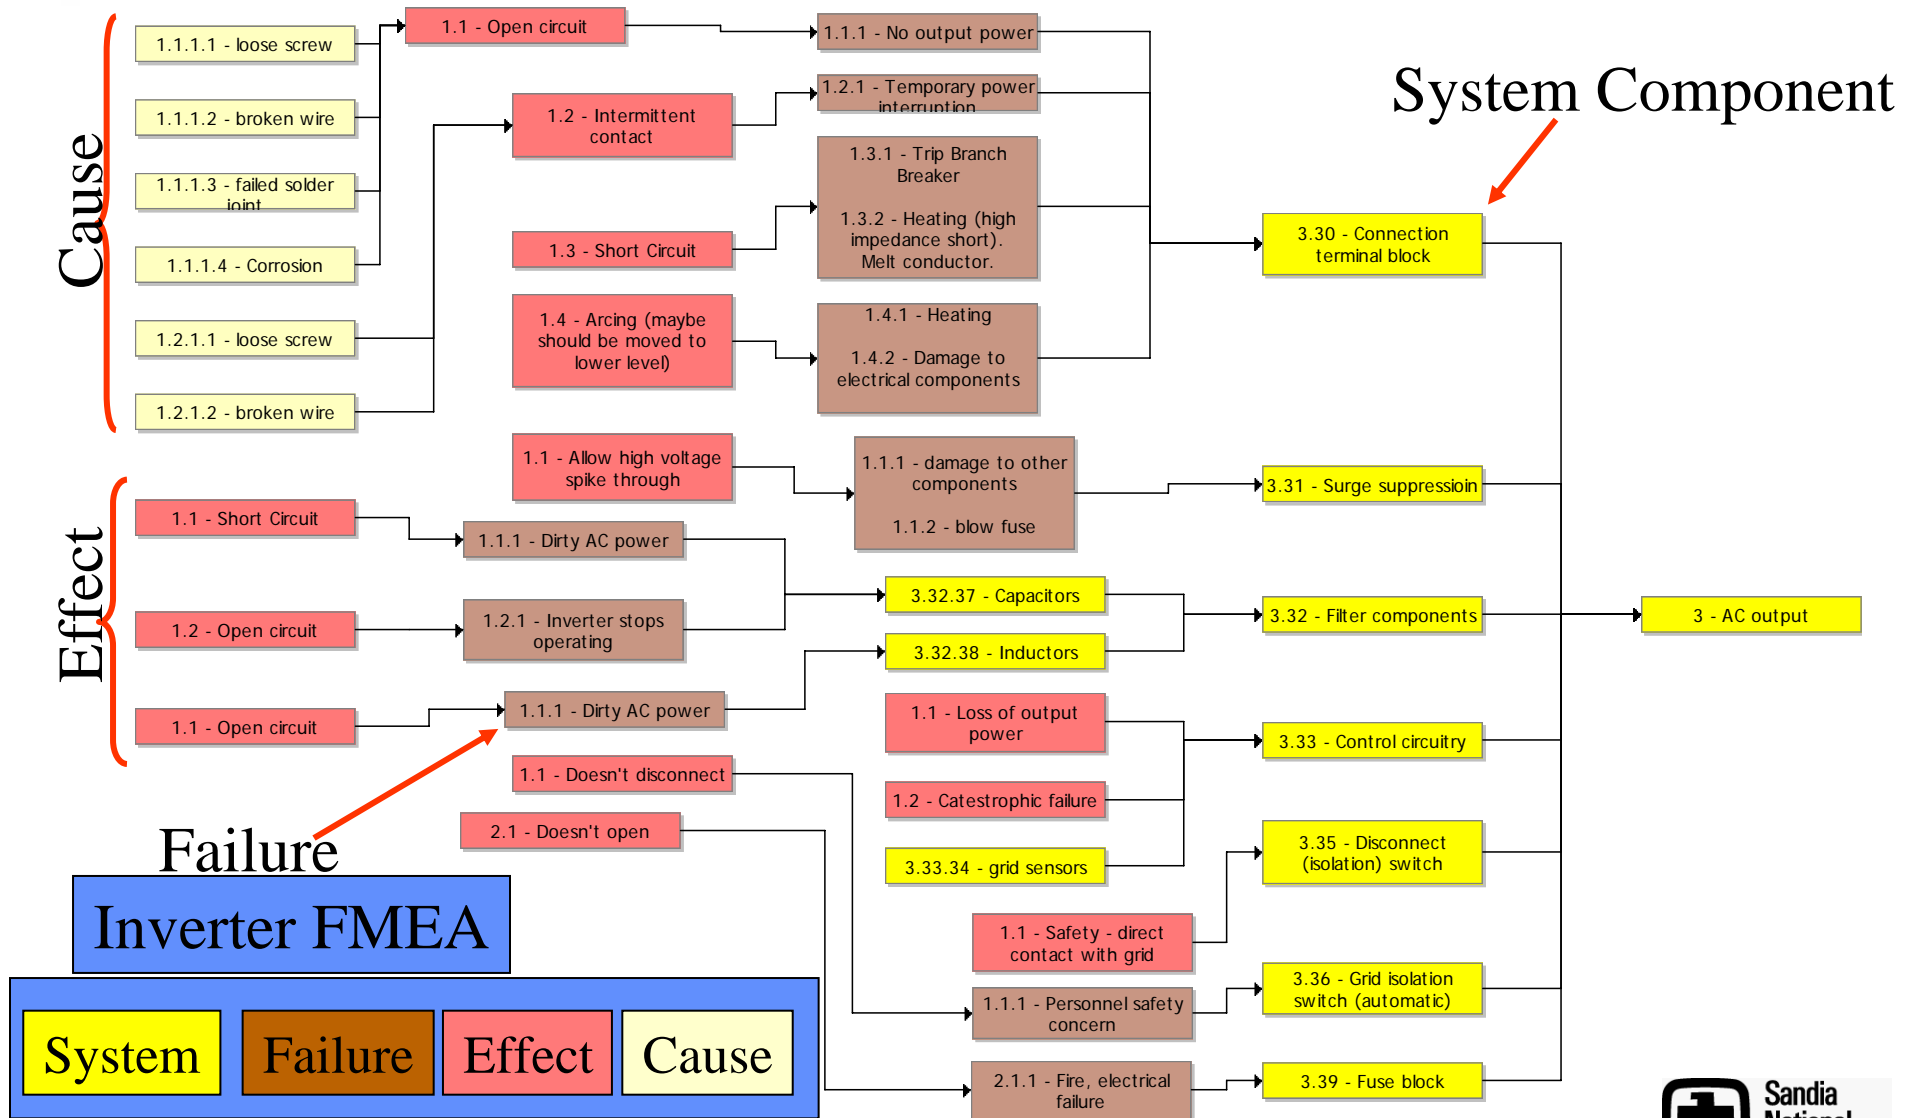 Cause
1.1.1.1 - loose screw
1.1.1.2 - broken wire
1.1.1.3 - failed solder
joint
1.1.1.4 - Corrosion
1.2.1.1 - loose screw
1.2.1.2 - broken wire
1.1 - Open circuit
1.2 - Intermittent
contact
1.3 - Short Circuit
1.4 - Arcing (maybe
should be moved to
lower level)
1.1.1 - No output power
1.2.1 - Temporary power
interruption
1.3.1 - Trip Branch
Breaker
1.3.2 - Heating (high
impedance short).
Melt conductor.
1.4.1 - Heating
1.4.2 - Damage to
electrical components
System Component
3.30 - Connection
terminal block
1.1 - Allow high voltage
spike through
1.1.1 - damage to other
components
1.1.2 - blow fuse
3.31 - Surge suppressioin
Effect
1.1 - Short Circuit
1.2 - Open circuit
1.1 - Open circuit
1.1.1 - Dirty AC power
1.2.1 - Inverter stops
operating
1.1.1 - Dirty AC power
3.32.37 - Capacitors
3.32.38 - Inductors
3.32 - Filter components
3 - AC output
1.1 - Loss of output
power
1.2 - Catestrophic failure
3.33.34 - grid sensors
3.33 - Control circuitry
1.1 - Doesn't disconnect
2.1 - Doesn't open
Failure
3.35 - Disconnect
(isolation) switch
1.1 - Safety - direct
contact with grid
1.1.1 - Personnel safety
concern
3.36 - Grid isolation
switch (automatic)
2.1.1 - Fire, electrical
failure
3.39 - Fuse block
Inverter FMEA
System
Failure
Effect
Cause
Sandia
National